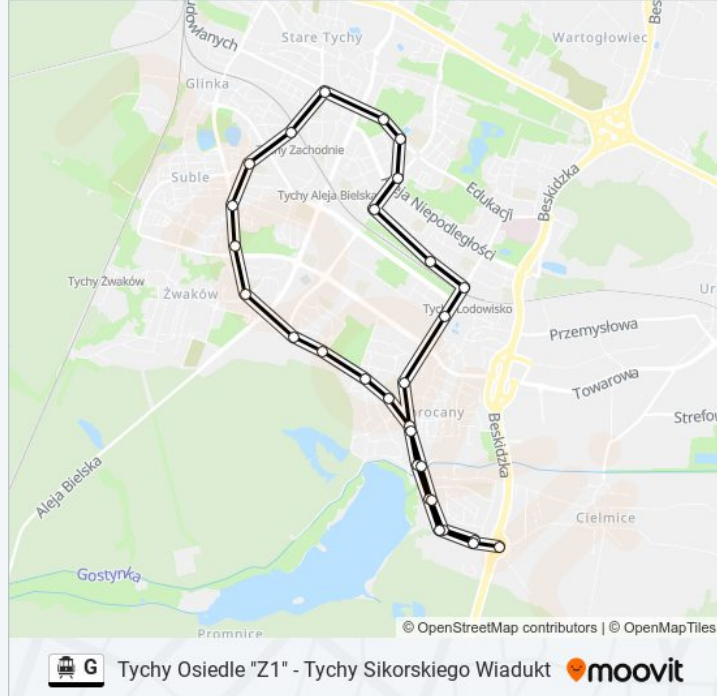 Stare Tychy
Wartogłowiec
Glinka
Tychy Zachodnie
Suble
Tychy Aleja Bielska
Aleja Niepodległości
Edukacji
Beskidzka
Tychy Żwaków
Żwaków
Tychy Lodowisko
Przemysłowa
Towarowa
Beskidzka
Aleja Bielska
Cielmice
Gostynka
Promnice
© OpenStreetMap contributors | © OpenMapTiles
G Tychy Osiedle "Z1" - Tychy Sikorskiego Wiadukt moovit